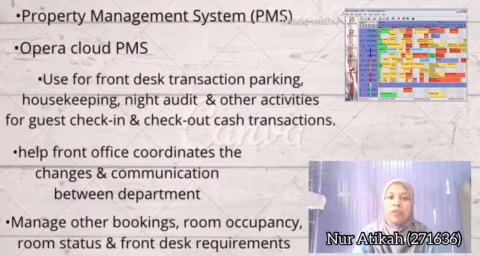 •Property Management System (PMS)
•Opera cloud PMS
•Use for front desk transaction parking,
housekeeping, night audit & other activities
for guest check-in & check-out cash transactions.
•help front office coordinates the
changes & communication
between department
•Manage other bookings, room occupancy,
room status & front desk requirements
Canva
Nur Atikah (271636)